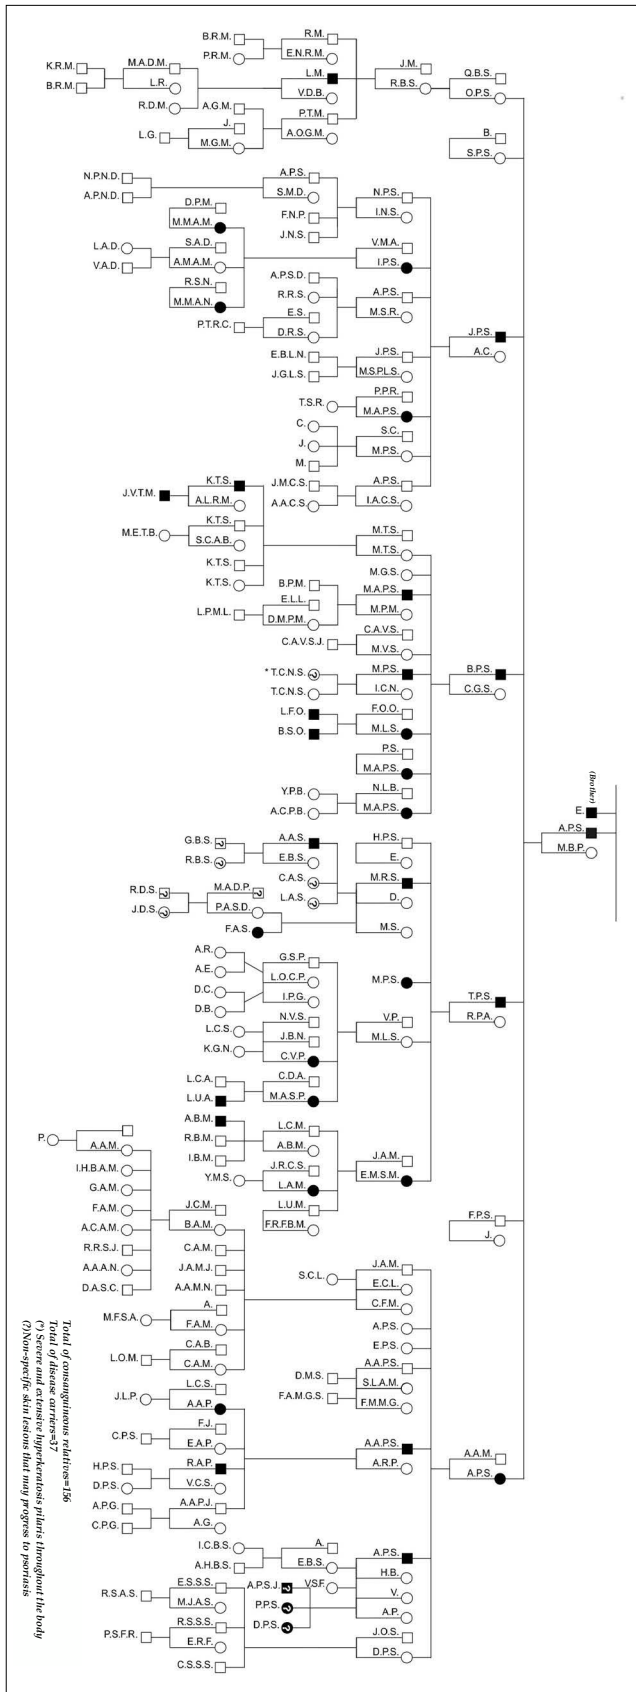 B.R.M.
R.M.
P.R.M.
E.N.R.M.
K.R.M.
M.A.D.M.
L.M.
J.M.
Q.B.S.
B.R.M.
L.R.
V.D.B.
R.B.S.
O.P.S.
R.D.M.
A.G.M.
P.T.M.
J.
L.G.
M.G.M.
A.O.G.M.
B.
S.P.S.
N.P.N.D.
A.P.S.
A.P.N.D.
S.M.D.
N.P.S.
D.P.M.
F.N.P.
I.N.S.
M.M.A.M.
J.N.S.
L.A.D.
S.A.D.
V.M.A.
V.A.D.
A.M.A.M.
I.P.S.
R.S.N.
A.P.S.D.
M.M.A.N.
R.R.S.
A.P.S.
P.T.R.C.
E.S.
M.S.R.
D.R.S.
J.P.S.
A.C.
E.B.L.N.
J.P.S.
J.G.L.S.
M.S.P.L.S.
T.S.R.
P.P.R.
M.A.P.S.
C.
J.
S.C.
M.
M.P.S.
J.M.C.S.
A.P.S.
A.A.C.S.
I.A.C.S.
J.V.T.M.
K.T.S.
A.L.R.M.
M.E.T.B.
K.T.S.
S.C.A.B.
M.T.S.
K.T.S.
M.T.S.
K.T.S.
M.G.S.
B.P.M.
M.A.P.S.
L.P.M.L.
E.L.L.
M.P.M.
D.M.P.M.
C.A.V.S.J.
C.A.V.S.
M.V.S.
* T.C.N.S.
M.P.S.
B.P.S.
T.C.N.S.
I.C.N.
C.G.S.
L.F.O.
F.O.O.
B.S.O.
M.L.S.
P.S.
M.A.P.S.
Y.P.B.
N.L.B.
A.C.P.B.
M.A.P.S.
(Brother)
E.
A.P.S.
M.B.P.
G.B.S.
A.A.S.
H.P.S.
R.B.S.
E.B.S.
E.
C.A.S.
M.R.S.
R.D.S.
M.A.D.P.
L.A.S.
D.
J.D.S.
P.A.S.D.
F.A.S.
M.S.
A.R.
G.S.P.
A.E.
L.O.C.P.
M.P.S.
D.C.
I.P.G.
T.P.S.
D.B.
R.P.A.
L.C.S.
N.V.S.
V.P.
K.G.N.
J.B.N.
M.L.S.
C.V.P.
L.C.A.
C.D.A.
L.U.A.
M.A.S.P.
A.B.M.
L.C.M.
R.B.M.
A.B.M.
I.B.M.
J.A.M.
Y.M.S.
J.R.C.S.
E.M.S.M.
L.A.M.
L.U.M.
F.R.F.B.M.
P.
A.A.M.
I.H.B.A.M.
G.A.M.
F.A.M.
J.C.M.
A.C.A.M.
B.A.M.
R.R.S.J.
C.A.M.
A.A.A.N.
J.A.M.J.
D.A.S.C.
A.A.M.N.
F.P.S.
J.
S.C.L.
J.A.M.
E.C.L.
C.F.M.
M.F.S.A.
A.
A.P.S.
F.A.M.
E.P.S.
L.O.M.
C.A.B.
A.A.P.S.
C.A.M.
D.M.S.
S.L.A.M.
F.A.M.G.S.
F.M.M.G.
J.L.P.
L.C.S.
A.A.P.
C.P.S.
F.J.
A.A.P.S.
E.A.P.
A.R.P.
A.A.M.
A.P.S.
H.P.S.
R.A.P.
D.P.S.
V.C.S.
A.P.G.
A.A.P.J.
C.P.G.
A.G.
I.C.B.S.
A.
A.P.S.
A.H.B.S.
E.B.S.
H.B.
R.S.A.S.
E.S.S.S.
A.P.S.J.
V.S.F.
V.
M.J.A.S.
P.P.S.
A.P.
P.S.F.R.
R.S.S.S.
D.P.S.
J.O.S.
E.R.F.
D.P.S.
C.S.S.S.
Total of consanguineous relatives=156
Total of disease carriers=37
(*) Severe and extensive hyperkeratosis pilaris throughout the body
(?)Non-specific skin lesions that may progress to psoriasis